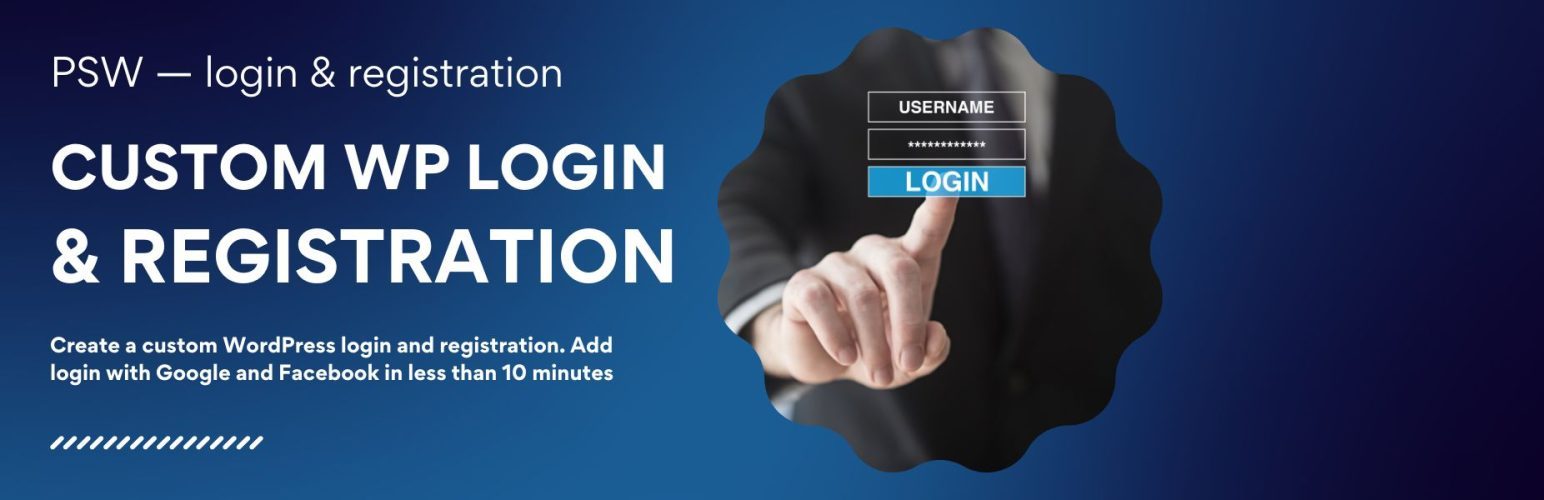 PSW — login & registration
CUSTOM WP LOGIN
& REGISTRATION
Create a custom WordPress login and registration. Add
login with Google and Facebook in less than 10 minutes
USERNAME
************
LOGIN